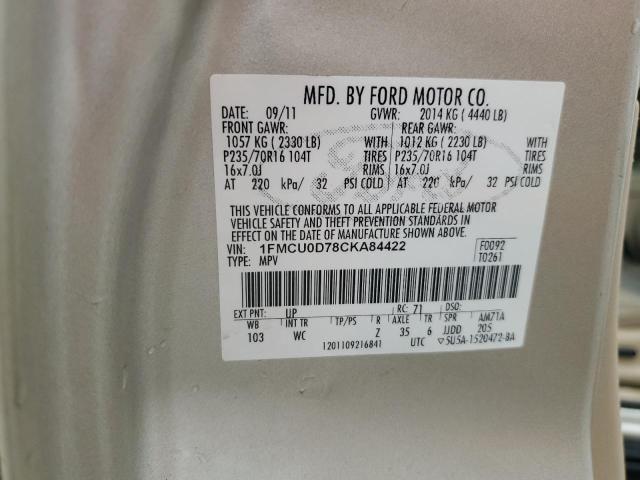 MFD. BY FORD MOTOR CO.
DATE: 09/11 GVWR: 2014 KG ( 4440 LB)
FRONT GAWR: REAR GAWR:
1057 KG ( 2330 LB) WITH 1012 KG ( 2230 LB) WITH
P235/70R16 104T TIRES P235/70R16 104T TIRES
16x7.0J RIMS 16x7.0J RIMS
AT 220 kPa/ 32 PSI COLD AT 220 kPa/ 32 PSI COLD
THIS VEHICLE CONFORMS TO ALL APPLICABLE FEDERAL MOTOR
VEHICLE SAFETY AND THEFT PREVENTION STANDARDS IN
EFFECT ON THE DATE OF MANUFACTURE SHOWN ABOVE.
VIN: 1FMCU0D78CKA84422 F0092
TYPE: MPV T0261
EXT PNT: UP RC: 71 DSO:
WB INT TR TP/PS R AXLE TR SPR AM71A
103 WC Z 35 6 JJDD 20S
1201109216841 UTC ▽5U5A-1520472-BA
Ford